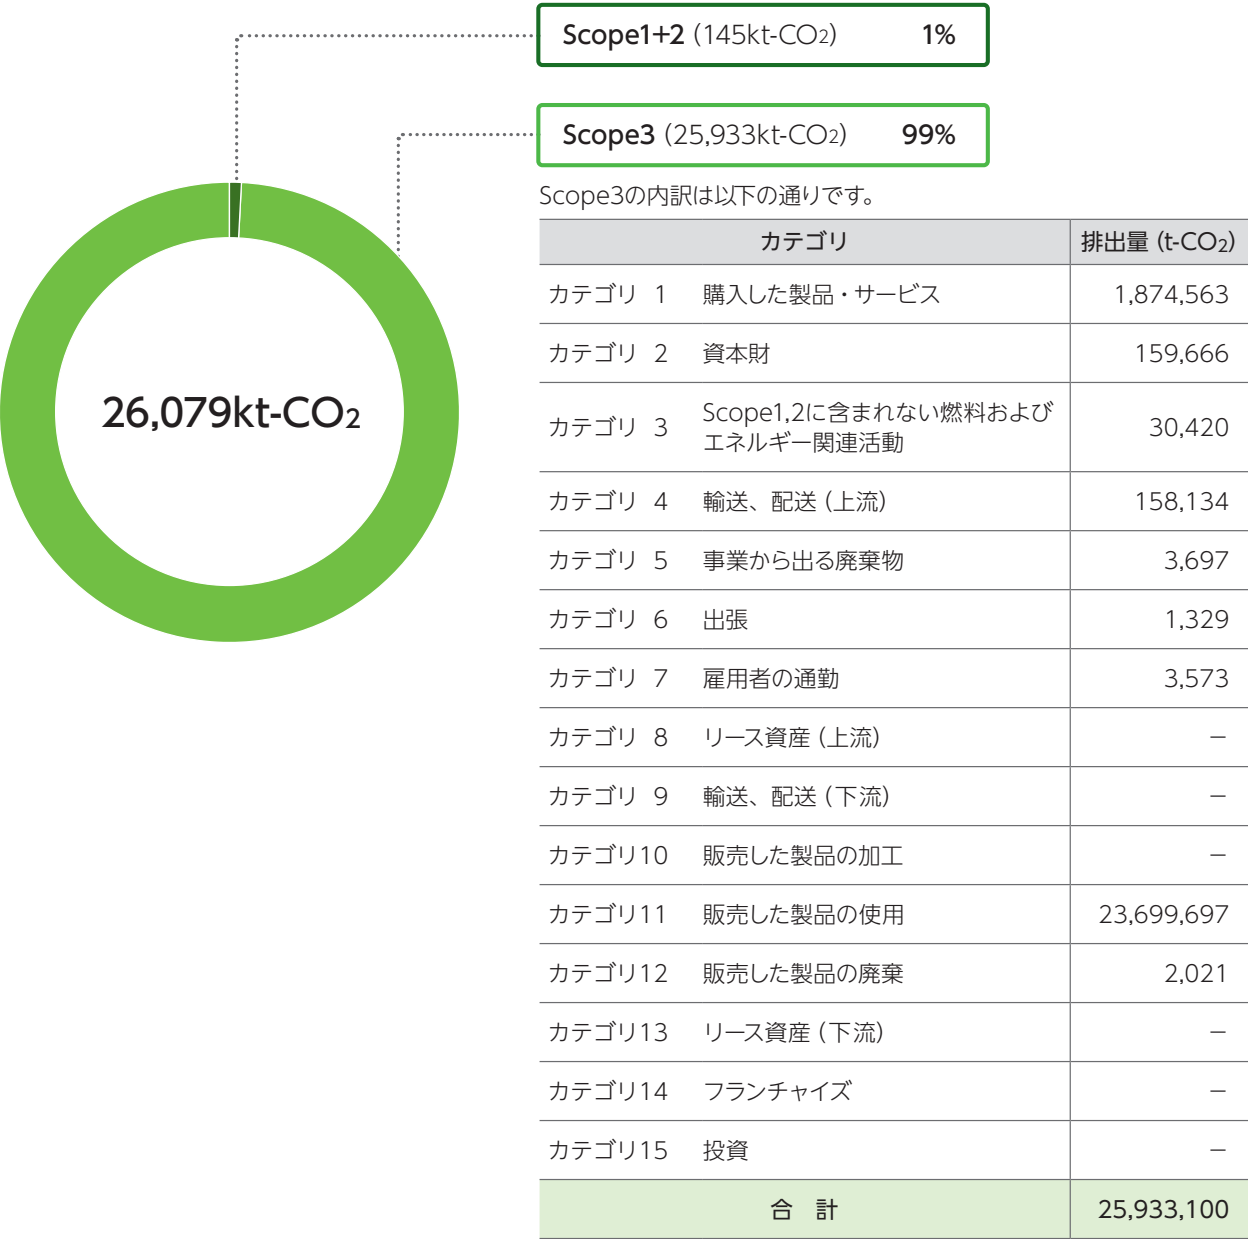 Scope1+2 (145kt-CO2) 1%
Scope3 (25,933kt-CO2) 99%
26,079kt-CO2
Scope3の内訳は以下の通りです。
カテゴリ 排出量 (t-CO2)
カテゴリ 1 購入した製品・サービス 1,874,563
カテゴリ 2 資本財 159,666
カテゴリ 3 Scope1,2に含まれない燃料および
エネルギー関連活動 30,420
カテゴリ 4 輸送、配送 (上流) 158,134
カテゴリ 5 事業から出る廃棄物 3,697
カテゴリ 6 出張 1,329
カテゴリ 7 雇用者の通勤 3,573
カテゴリ 8 リース資産 (上流) －
カテゴリ 9 輸送、配送 (下流) －
カテゴリ10 販売した製品の加工 －
カテゴリ11 販売した製品の使用 23,699,697
カテゴリ12 販売した製品の廃棄 2,021
カテゴリ13 リース資産 (下流) －
カテゴリ14 フランチャイズ －
カテゴリ15 投資 －
合 計 25,933,100